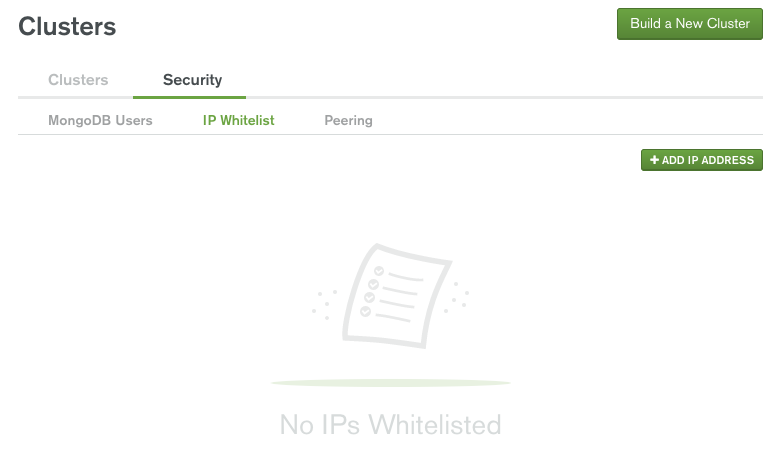 Clusters
Build a New Cluster
Clusters Security
MongoDB Users IP Whitelist Peering
+ ADD IP ADDRESS
No IPs Whitelisted